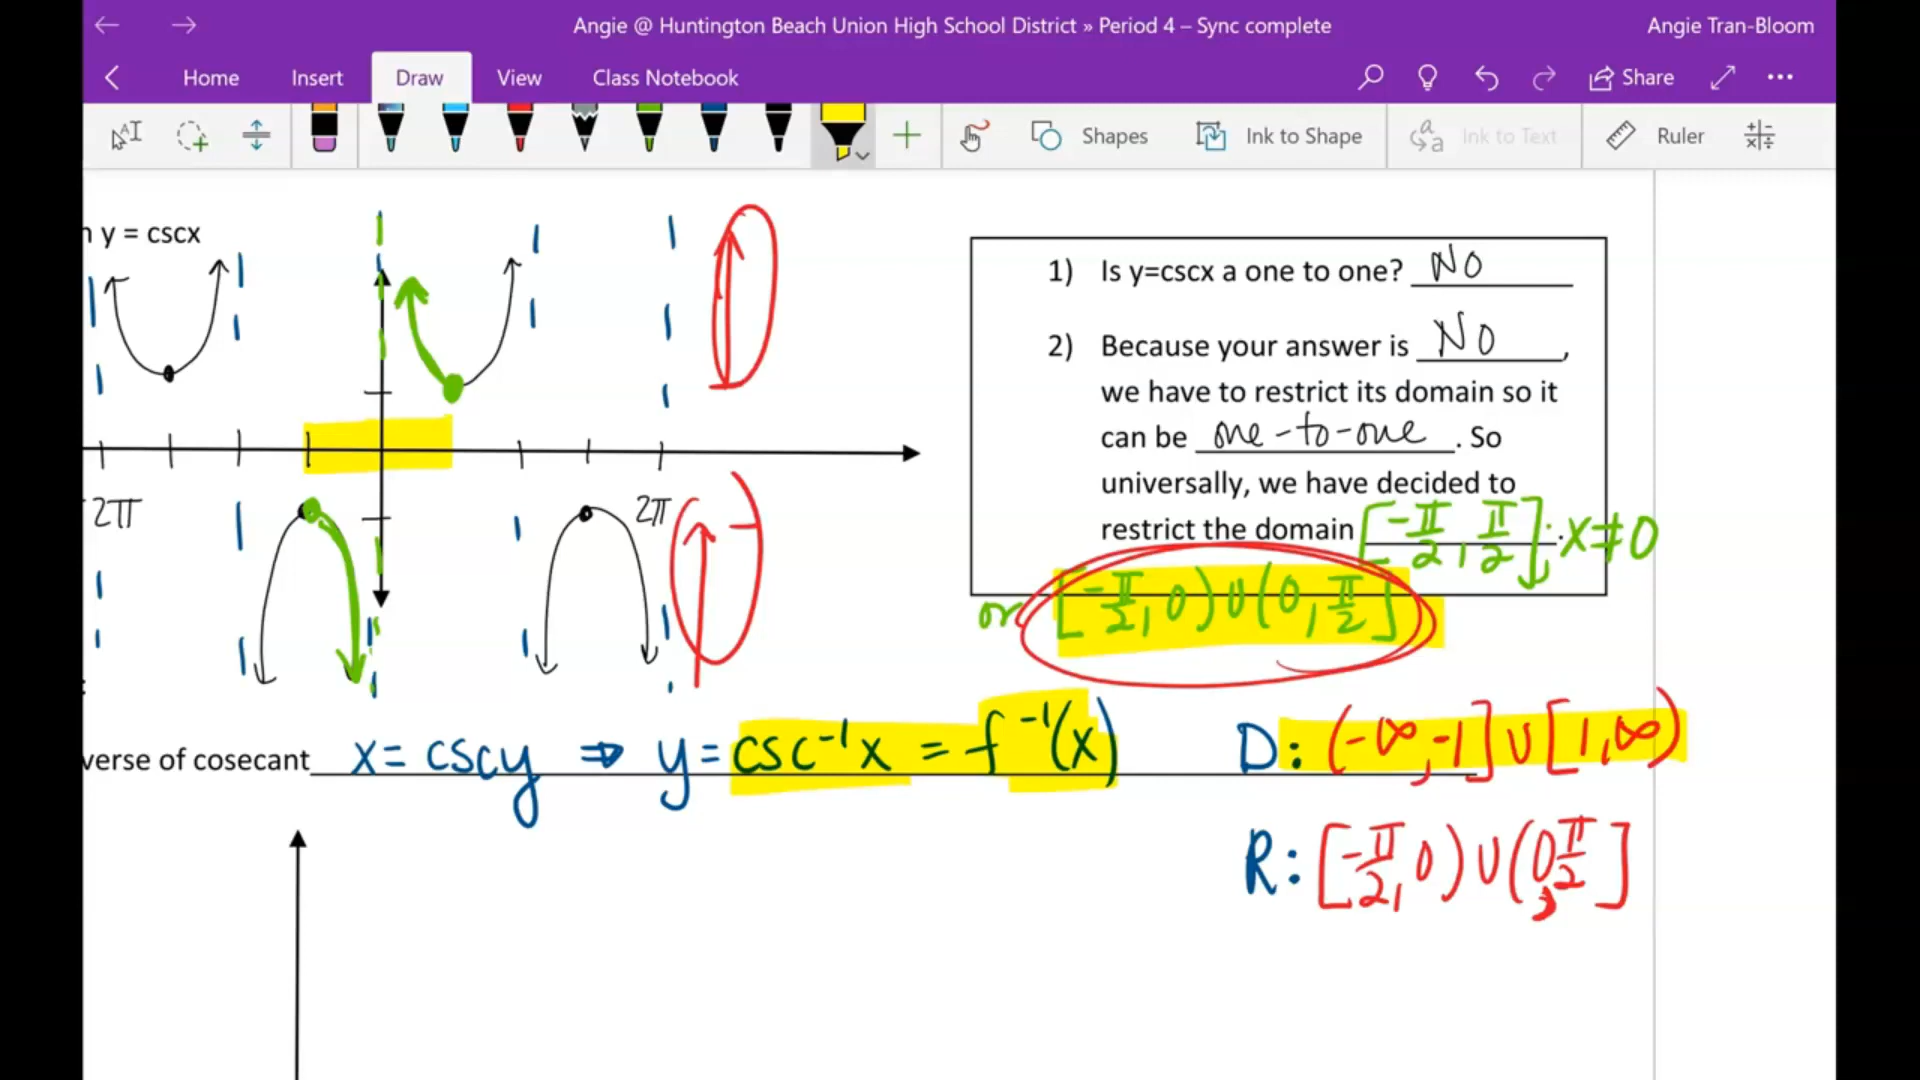 Angie @ Huntington Beach Union High School District » Period 4 – Sync complete
Angie Tran-Bloom
Home Insert Draw View Class Notebook Share
Shapes Ink to Shape Ink to Text Ruler
y = cscx
1) Is y=cscx a one to one? NO
2) Because your answer is NO,
we have to restrict its domain so it
can be one-to-one. So
universally, we have decided to
restrict the domain [-π/2, π/2]; x≠0.
or [-π/2, 0) ∪ (0, π/2]
2π
2π
verse of cosecant x = cscy ⇒ y = csc⁻¹x = f⁻¹(x)
D: (-∞, -1] ∪ [1, ∞)
R: [-π/2, 0) ∪ (0, π/2]